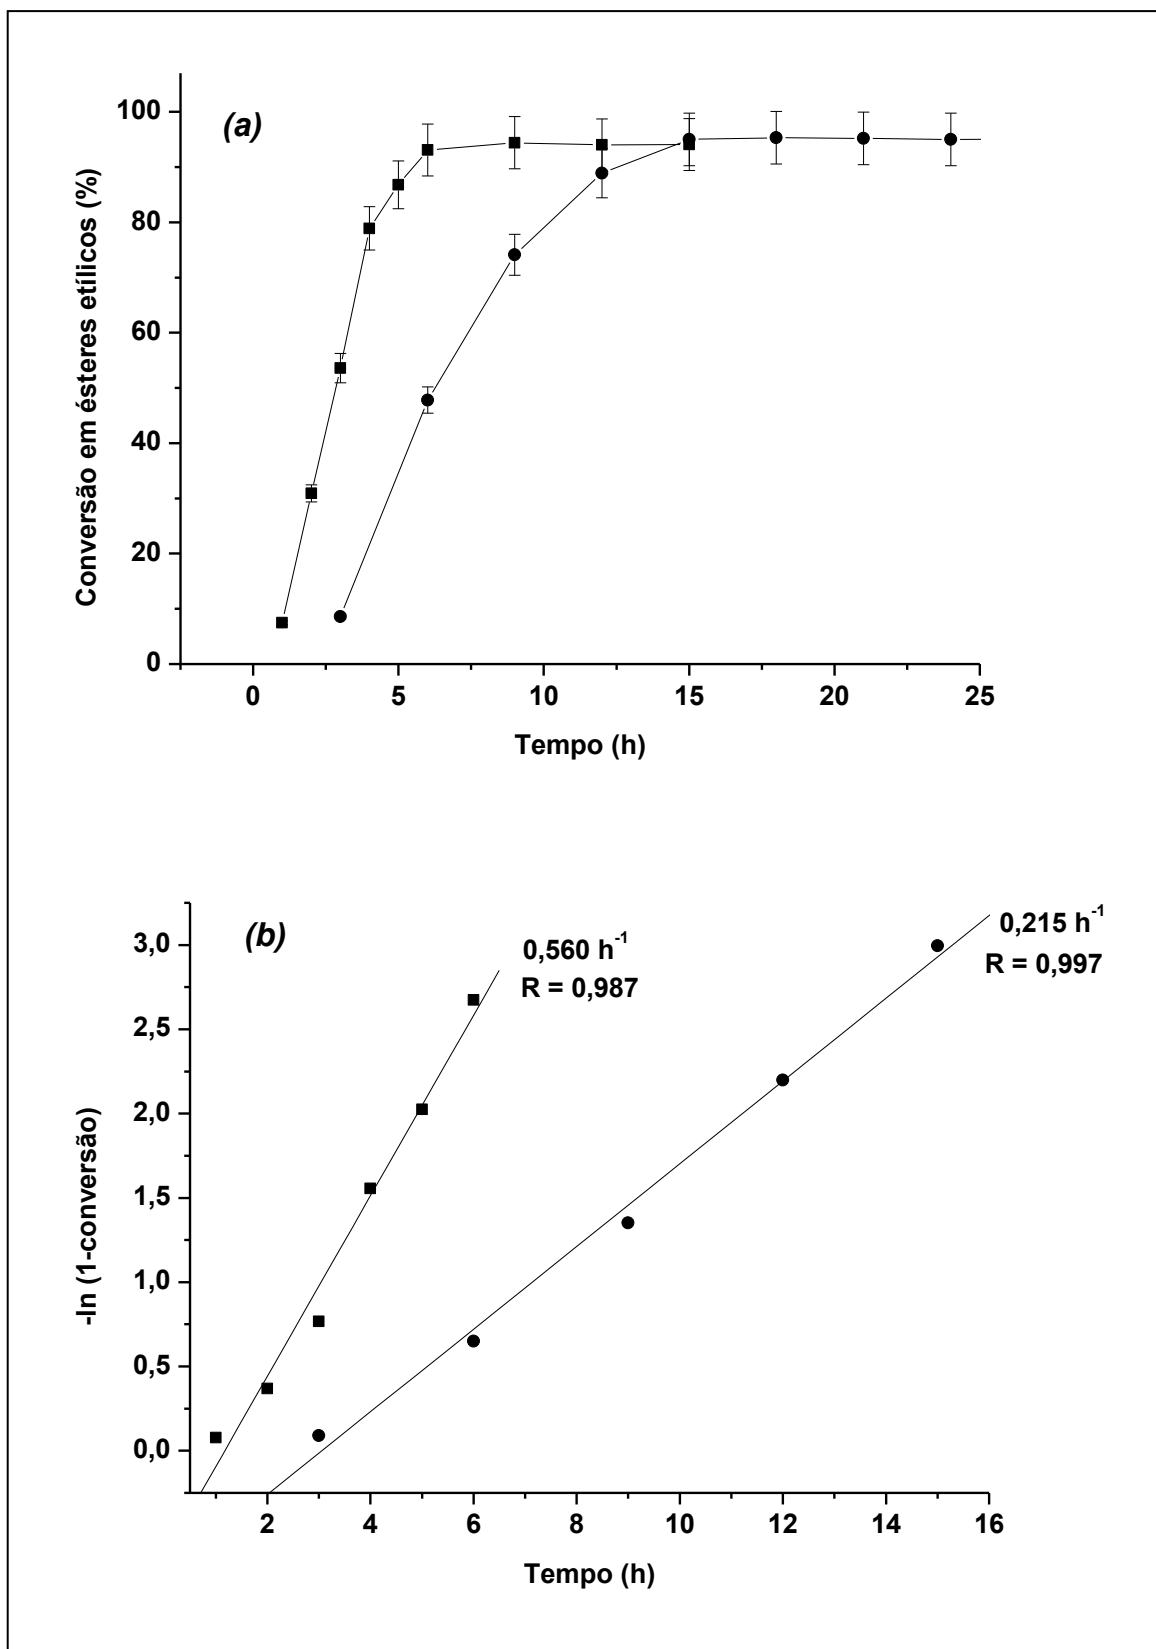 (a)
100
80
60
40
20
0
Conversão em ésteres etílicos (%)
0 5 10 15 20 25
Tempo (h)
(b)
0,560 h⁻¹
R = 0,987
0,215 h⁻¹
R = 0,997
3,0
2,5
2,0
1,5
1,0
0,5
0,0
-ln (1-conversão)
2 4 6 8 10 12 14 16
Tempo (h)